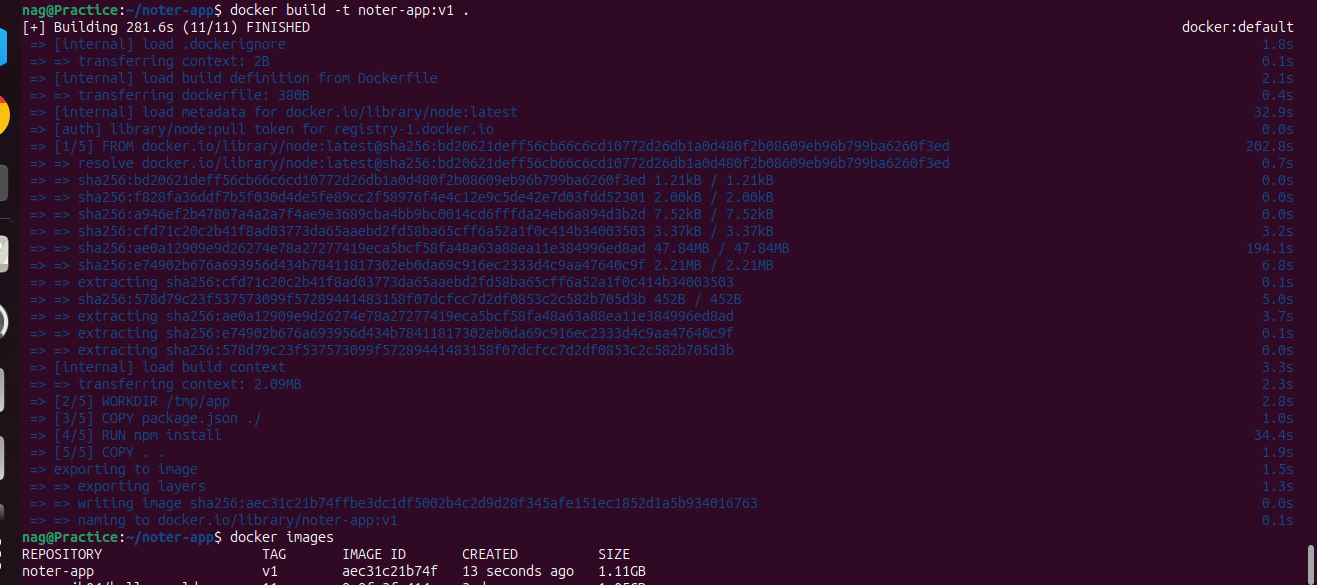 nag@Practice:~/noter-app$ docker build -t noter-app:v1 .
[+] Building 281.6s (11/11) FINISHED docker:default
=> [internal] load .dockerignore 1.8s
=> => transferring context: 2B 0.1s
=> [internal] load build definition from Dockerfile 2.1s
=> => transferring dockerfile: 380B 0.4s
=> [internal] load metadata for docker.io/library/node:latest 32.9s
=> [auth] library/node:pull token for registry-1.docker.io 0.0s
=> [1/5] FROM docker.io/library/node:latest@sha256:bd20621deff56cb66c6cd10772d26db1a0d480f2b08609eb96b799ba6260f3ed 202.8s
=> => resolve docker.io/library/node:latest@sha256:bd20621deff56cb66c6cd10772d26db1a0d480f2b08609eb96b799ba6260f3ed 0.7s
=> => sha256:bd20621deff56cb66c6cd10772d26db1a0d480f2b08609eb96b799ba6260f3ed 1.21kB / 1.21kB 0.0s
=> => sha256:f828fa36ddf7b5f030d4de5fe89cc2f58976f4e4c12e9c5de42e7d03fdd52301 2.00kB / 2.00kB 0.0s
=> => sha256:a946ef2b47807a4a2a7f4ae9e3689cba4bb9bc0014cd6fffda24eb6a894d3b2d 7.52kB / 7.52kB 0.0s
=> => sha256:cfd71c20c2b41f8ad03773da65aaebd2fd58ba65cff6a52a1f0c414b34003503 3.37kB / 3.37kB 3.2s
=> => sha256:ae0a12909e9d26274e78a27277419eca5bcf58fa48a63a88ea11e384996ed8ad 47.84MB / 47.84MB 194.1s
=> => sha256:e74902b676a693956d434b78411817302eb0da69c916ec2333d4c9aa47640c9f 2.21MB / 2.21MB 6.8s
=> => extracting sha256:cfd71c20c2b41f8ad03773da65aaebd2fd58ba65cff6a52a1f0c414b34003503 0.1s
=> => sha256:578d79c23f537573099f57289441483158f07dcfcc7d2df0853c2c582b705d3b 452B / 452B 5.0s
=> => extracting sha256:ae0a12909e9d26274e78a27277419eca5bcf58fa48a63a88ea11e384996ed8ad 3.7s
=> => extracting sha256:e74902b676a693956d434b78411817302eb0da69c916ec2333d4c9aa47640c9f 0.1s
=> => extracting sha256:578d79c23f537573099f57289441483158f07dcfcc7d2df0853c2c582b705d3b 0.0s
=> [internal] load build context 3.3s
=> => transferring context: 2.09MB 2.3s
=> [2/5] WORKDIR /tmp/app 2.8s
=> [3/5] COPY package.json ./ 1.0s
=> [4/5] RUN npm install 34.4s
=> [5/5] COPY . . 1.9s
=> exporting to image 1.5s
=> => exporting layers 1.3s
=> => writing image sha256:aec31c21b74ffbe3dc1df5002b4c2d9d28f345afe151ec1852d1a5b934016763 0.0s
=> => naming to docker.io/library/noter-app:v1 0.1s
nag@Practice:~/noter-app$ docker images
REPOSITORY TAG IMAGE ID CREATED SIZE
noter-app v1 aec31c21b74f 13 seconds ago 1.11GB